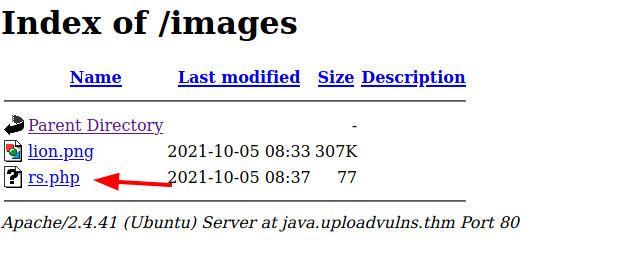 Index of /images
Name Last modified Size Description
Parent Directory -
lion.png 2021-10-05 08:33 307K
rs.php 2021-10-05 08:37 77
Apache/2.4.41 (Ubuntu) Server at java.uploadvulns.thm Port 80